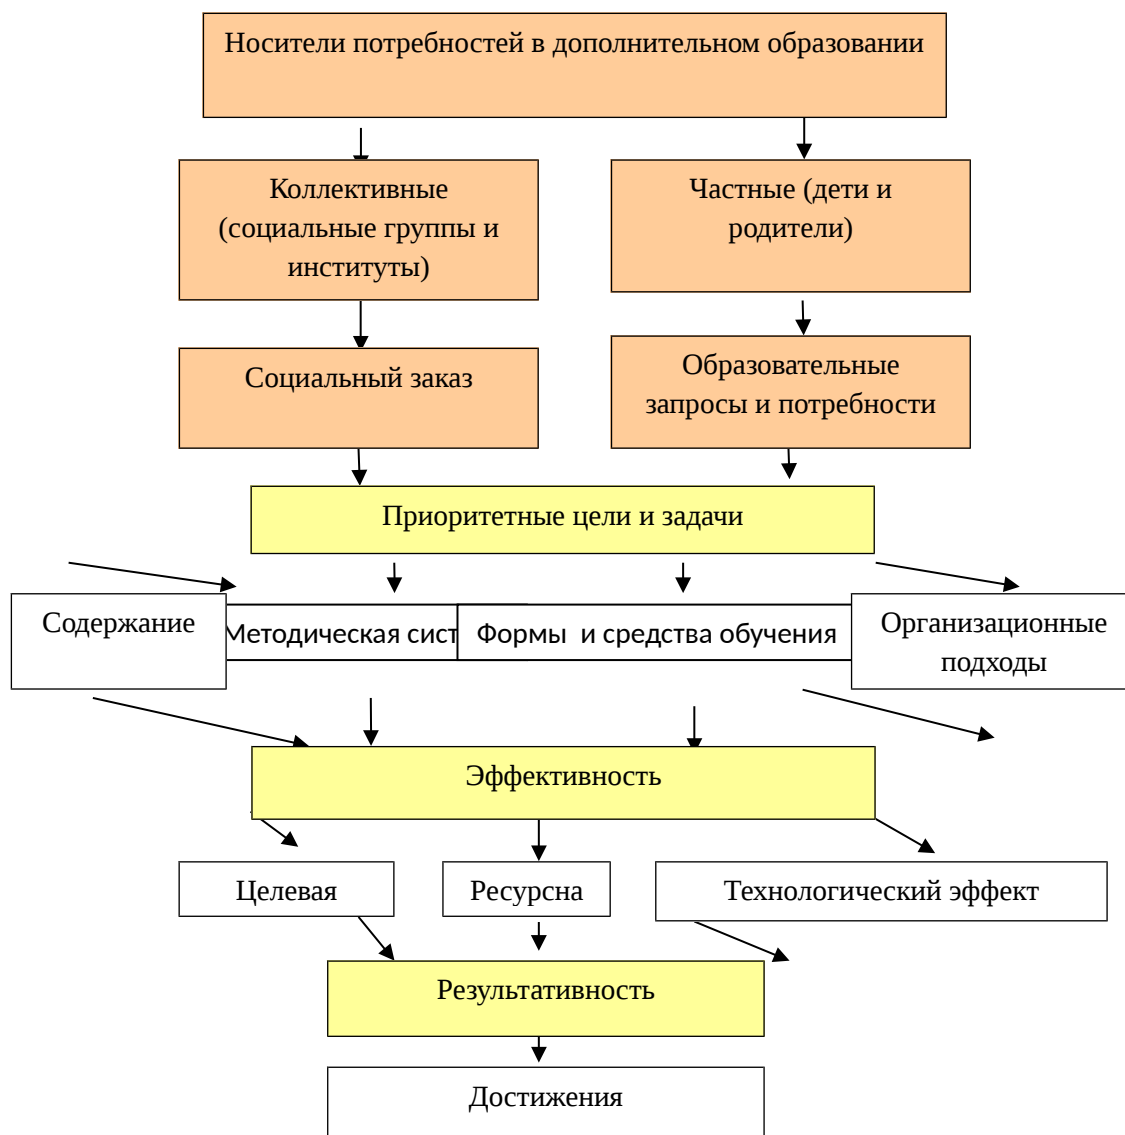 Носители потребностей в дополнительном образовании
Коллективные
(социальные группы и
институты)
Частные (дети и
родители)
Социальный заказ
Образовательные
запросы и потребности
Приоритетные цели и задачи
Содержание
Методическая сист
Формы и средства обучения
Организационные
подходы
Эффективность
Целевая
Ресурсна
Технологический эффект
Результативность
Достижения